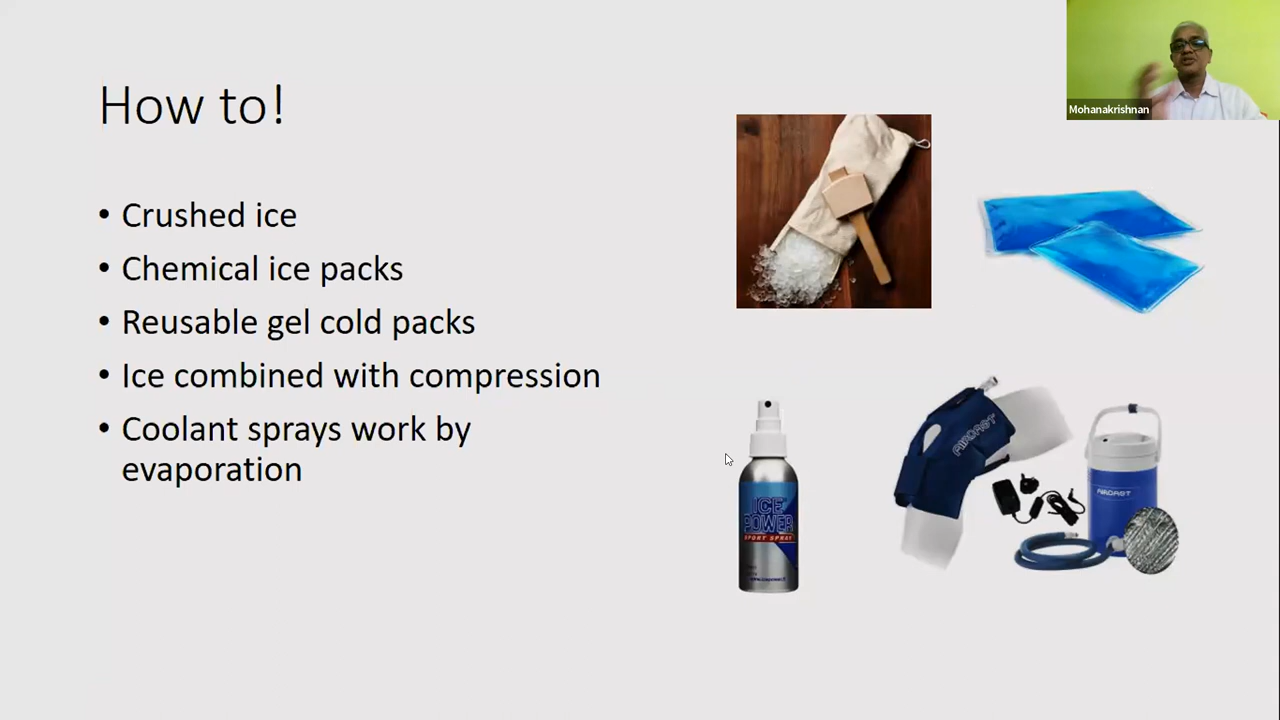 How to!
Mohanakrishnan
• Crushed ice
• Chemical ice packs
• Reusable gel cold packs
• Ice combined with compression
• Coolant sprays work by
evaporation
AIRCAST
ICE
POWER
SPORT SPRAY
AIRCAST